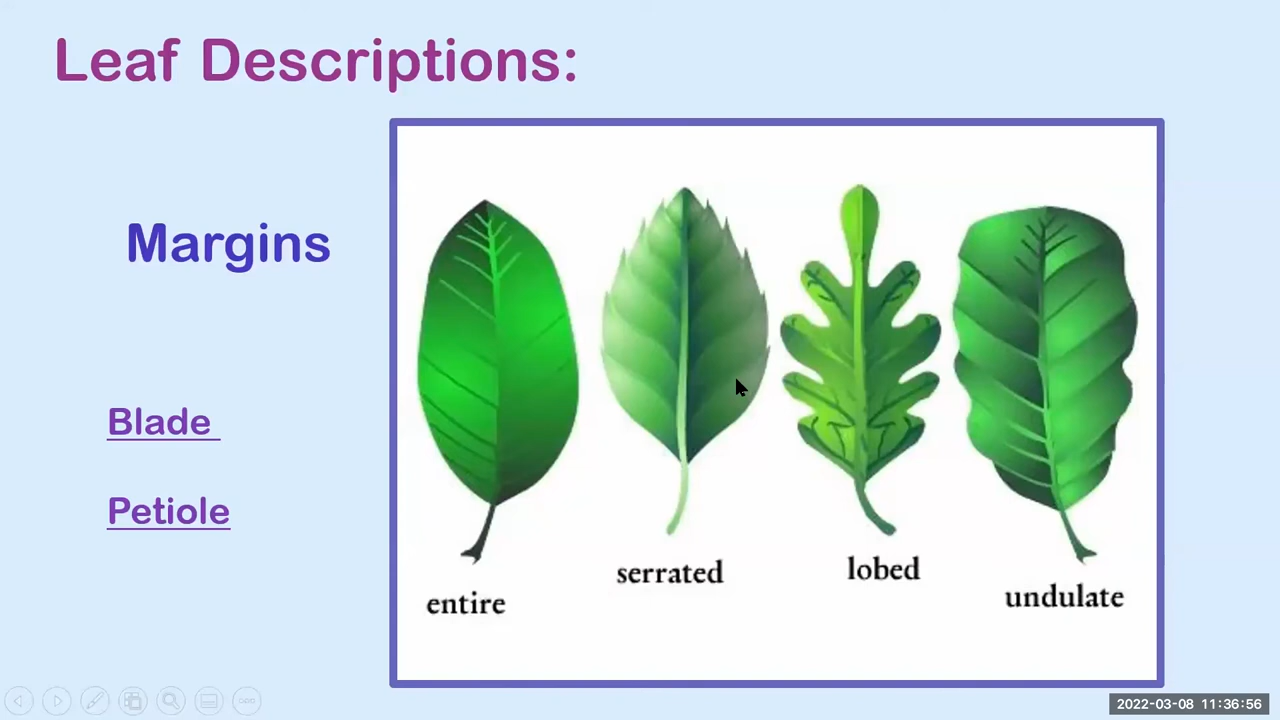 Leaf Descriptions:
Margins
Blade
Petiole
entire
serrated
lobed
undulate
2022-03-08 11:36:56